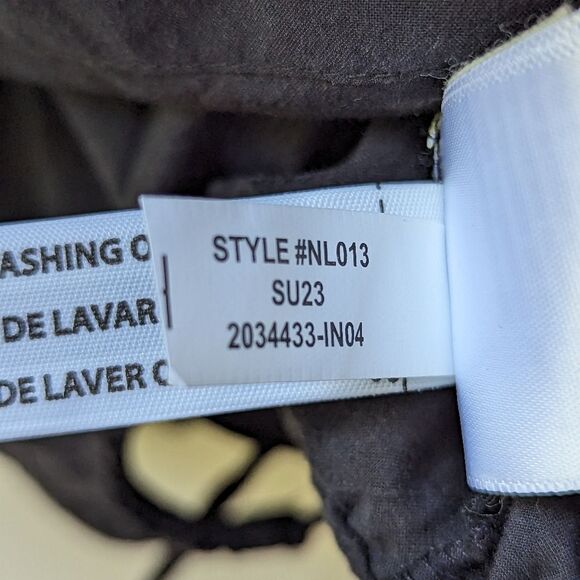 STYLE #NL013
SU23
2034433-IN04
ASHING O
DE LAVAR
DE LAVER